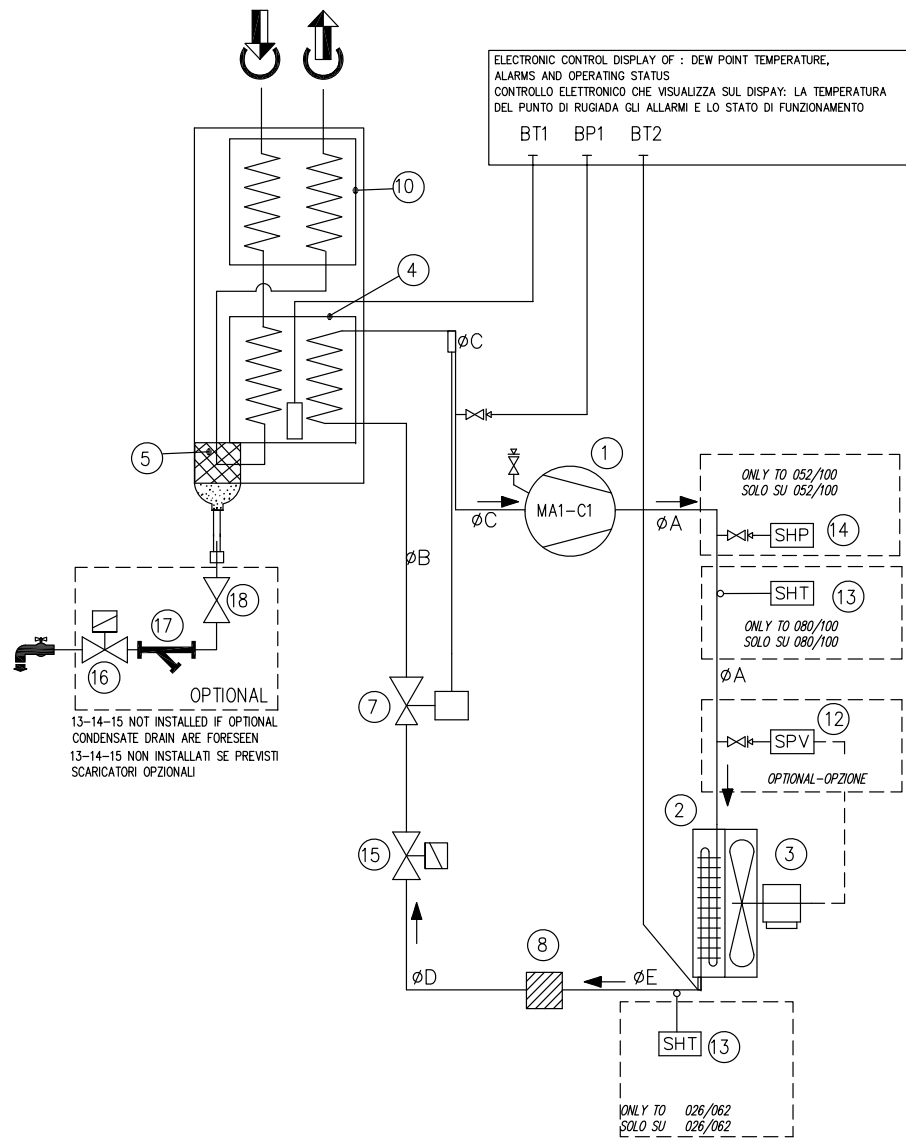 ELECTRONIC CONTROL DISPLAY OF : DEW POINT TEMPERATURE,
ALARMS AND OPERATING STATUS
CONTROLLO ELETTRONICO CHE VISUALIZZA SUL DISPAY: LA TEMPERATURA
DEL PUNTO DI RUGIADA GLI ALLARMI E LO STATO DI FUNZIONAMENTO
BT1 BP1 BT2
10
4
ØC
5
1
MA1-C1
ØC
ØA
ONLY TO 052/100
SOLO SU 052/100
SHP 14
ØB
SHT 13
ONLY TO 080/100
SOLO SU 080/100
18
17
16
OPTIONAL
ØA
13-14-15 NOT INSTALLED IF OPTIONAL
CONDENSATE DRAIN ARE FORESEEN
13-14-15 NON INSTALLATI SE PREVISTI
SCARICATORI OPZIONALI
7
12
SPV
OPTIONAL-OPZIONE
2
15
3
8
ØD
ØE
SHT 13
ONLY TO 026/062
SOLO SU 026/062